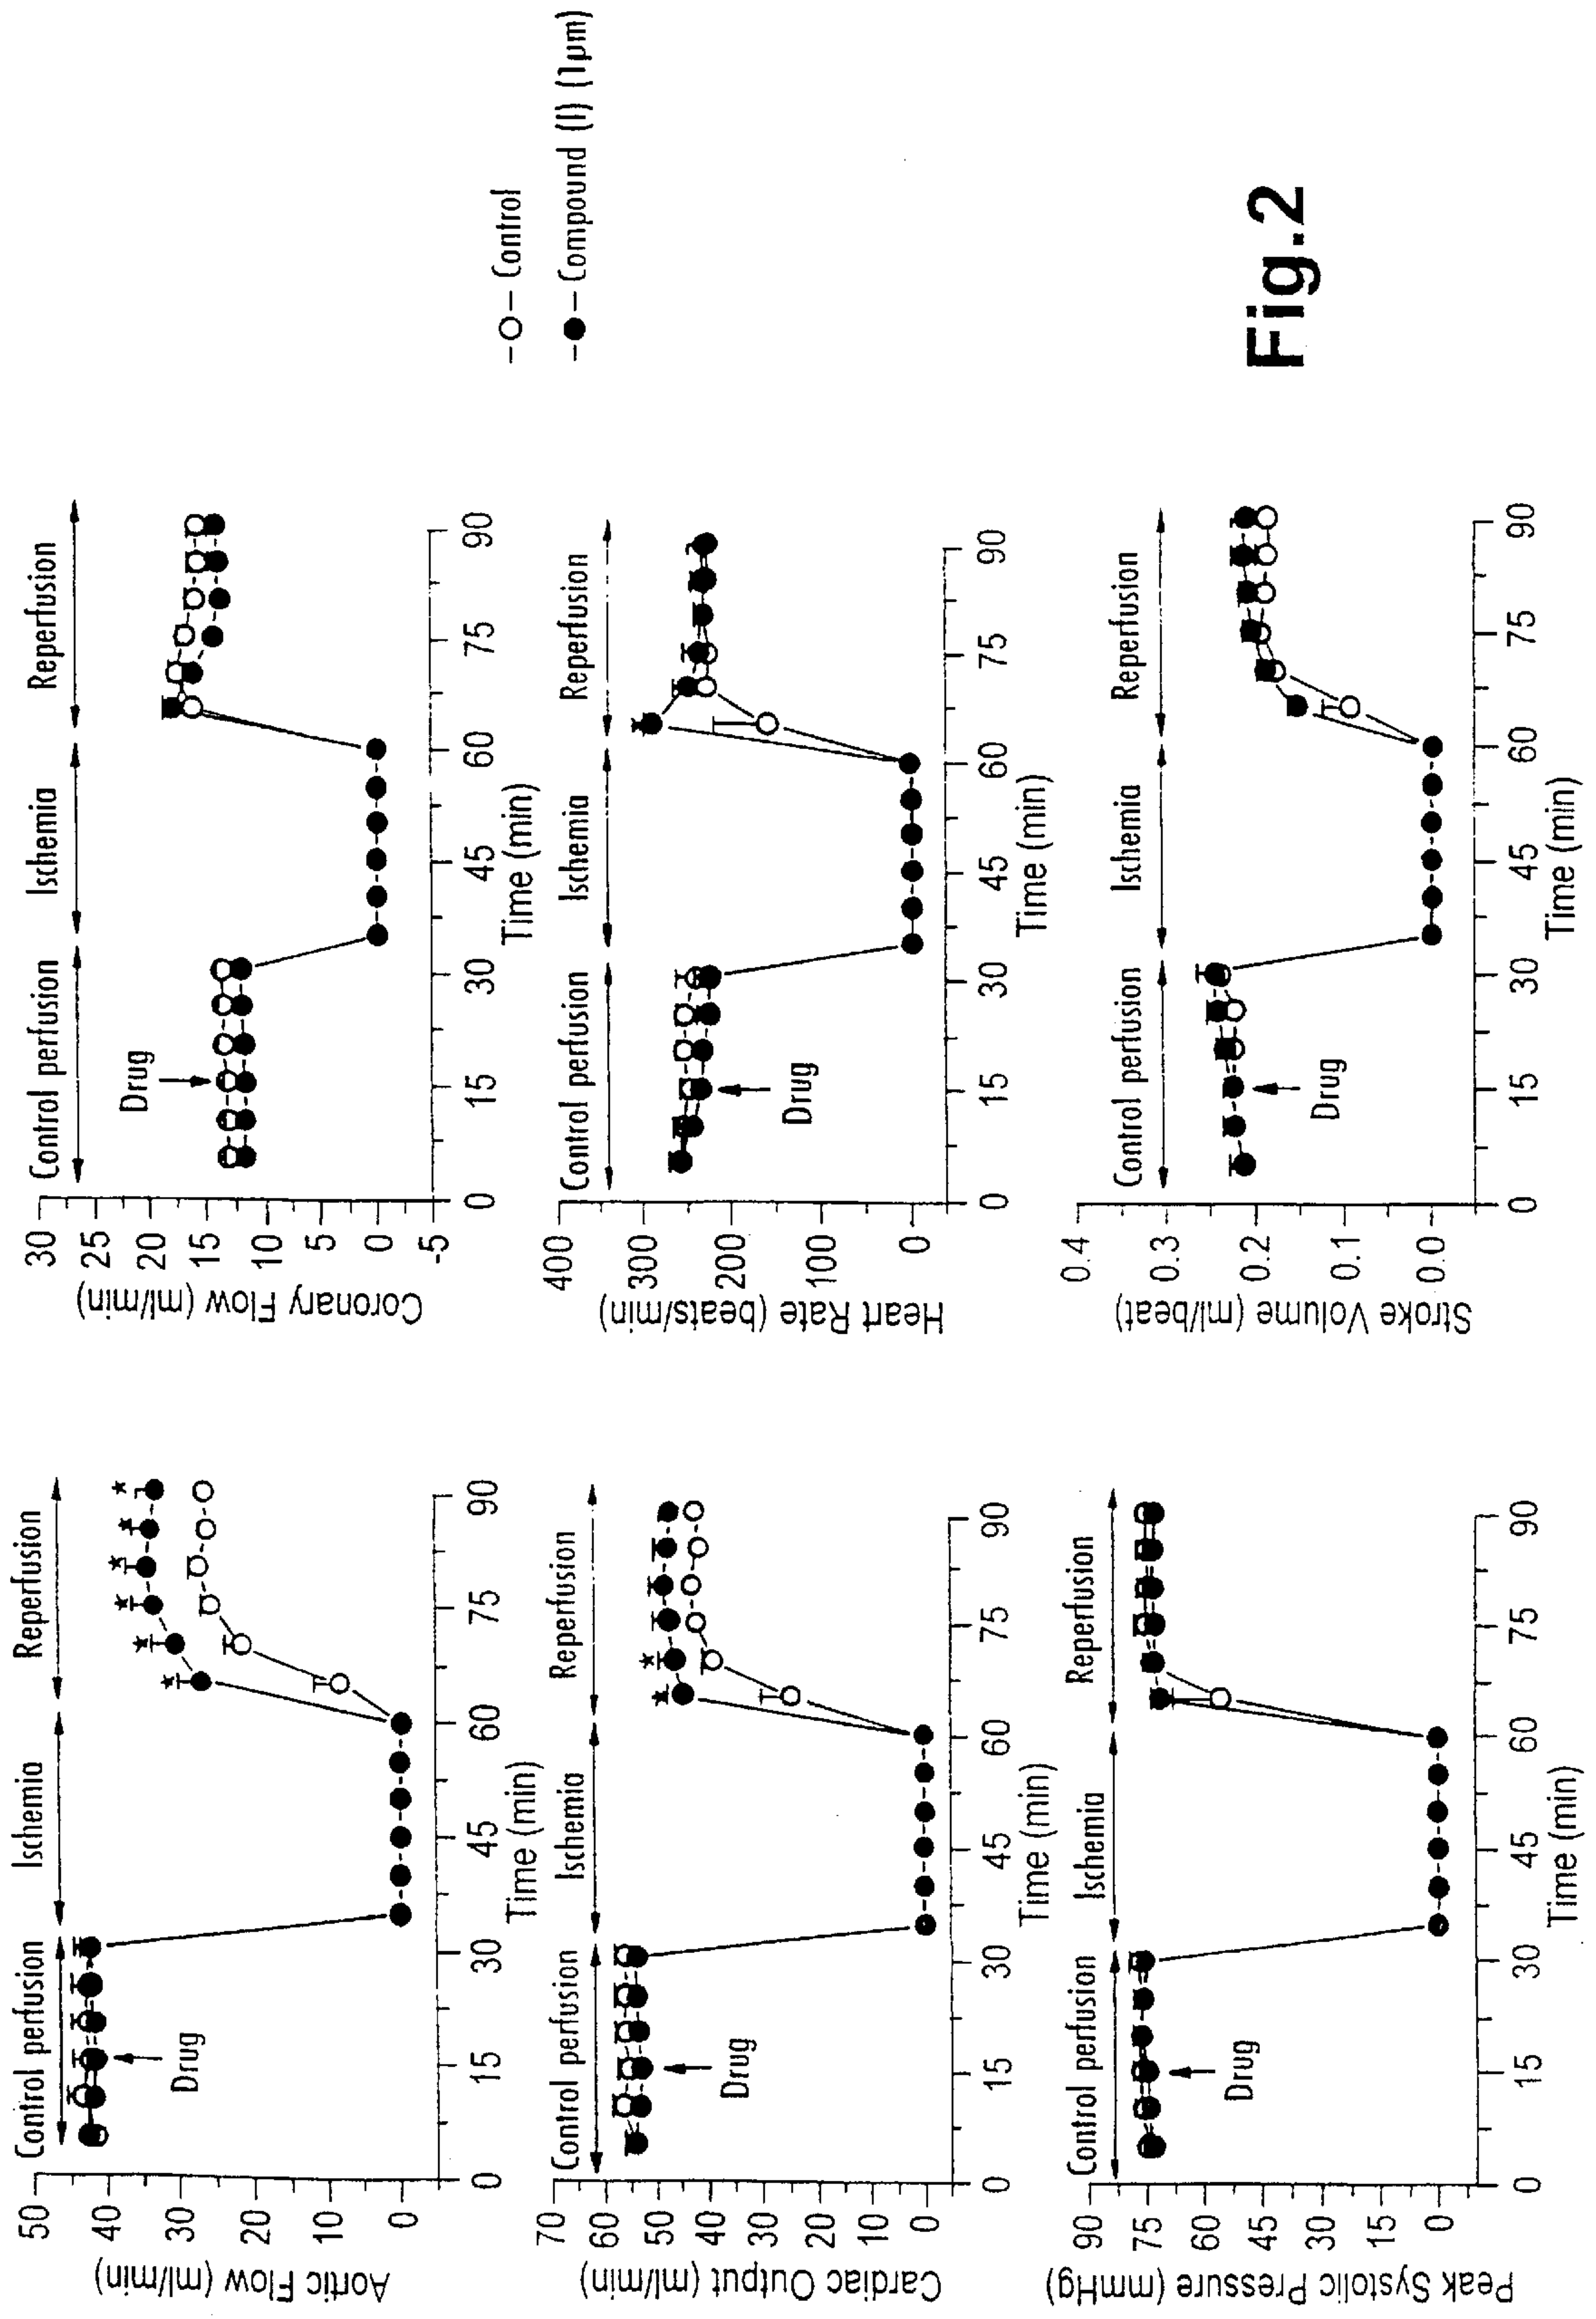 Control perfusion
Ischemia
Reperfusion
50
40
30
20
10
0
Aortic Flow (ml/min)
Drug
* * * * * *
0 15 30 45 60 75 90
Time (min)
Control perfusion
Ischemia
Reperfusion
30
25
20
15
10
5
0
-5
Coronary Flow (ml/min)
Drug
0 15 30 45 60 75 90
Time (min)
Control
Compound (I) (1µm)
Control perfusion
Ischemia
Reperfusion
70
60
50
40
30
20
10
0
Cardiac Output (ml/min)
Drug
* *
0 15 30 45 60 75 90
Time (min)
Control perfusion
Ischemia
Reperfusion
400
300
200
100
0
Heart Rate (beats/min)
Drug
0 15 30 45 60 75 90
Time (min)
Control perfusion
Ischemia
Reperfusion
90
75
60
45
30
15
0
Peak Systolic Pressure (mmHg)
Drug
0 15 30 45 60 75 90
Time (min)
Control perfusion
Ischemia
Reperfusion
0.4
0.3
0.2
0.1
0.0
Stroke Volume (ml/beat)
Drug
0 15 30 45 60 75 90
Time (min)
Fig.2